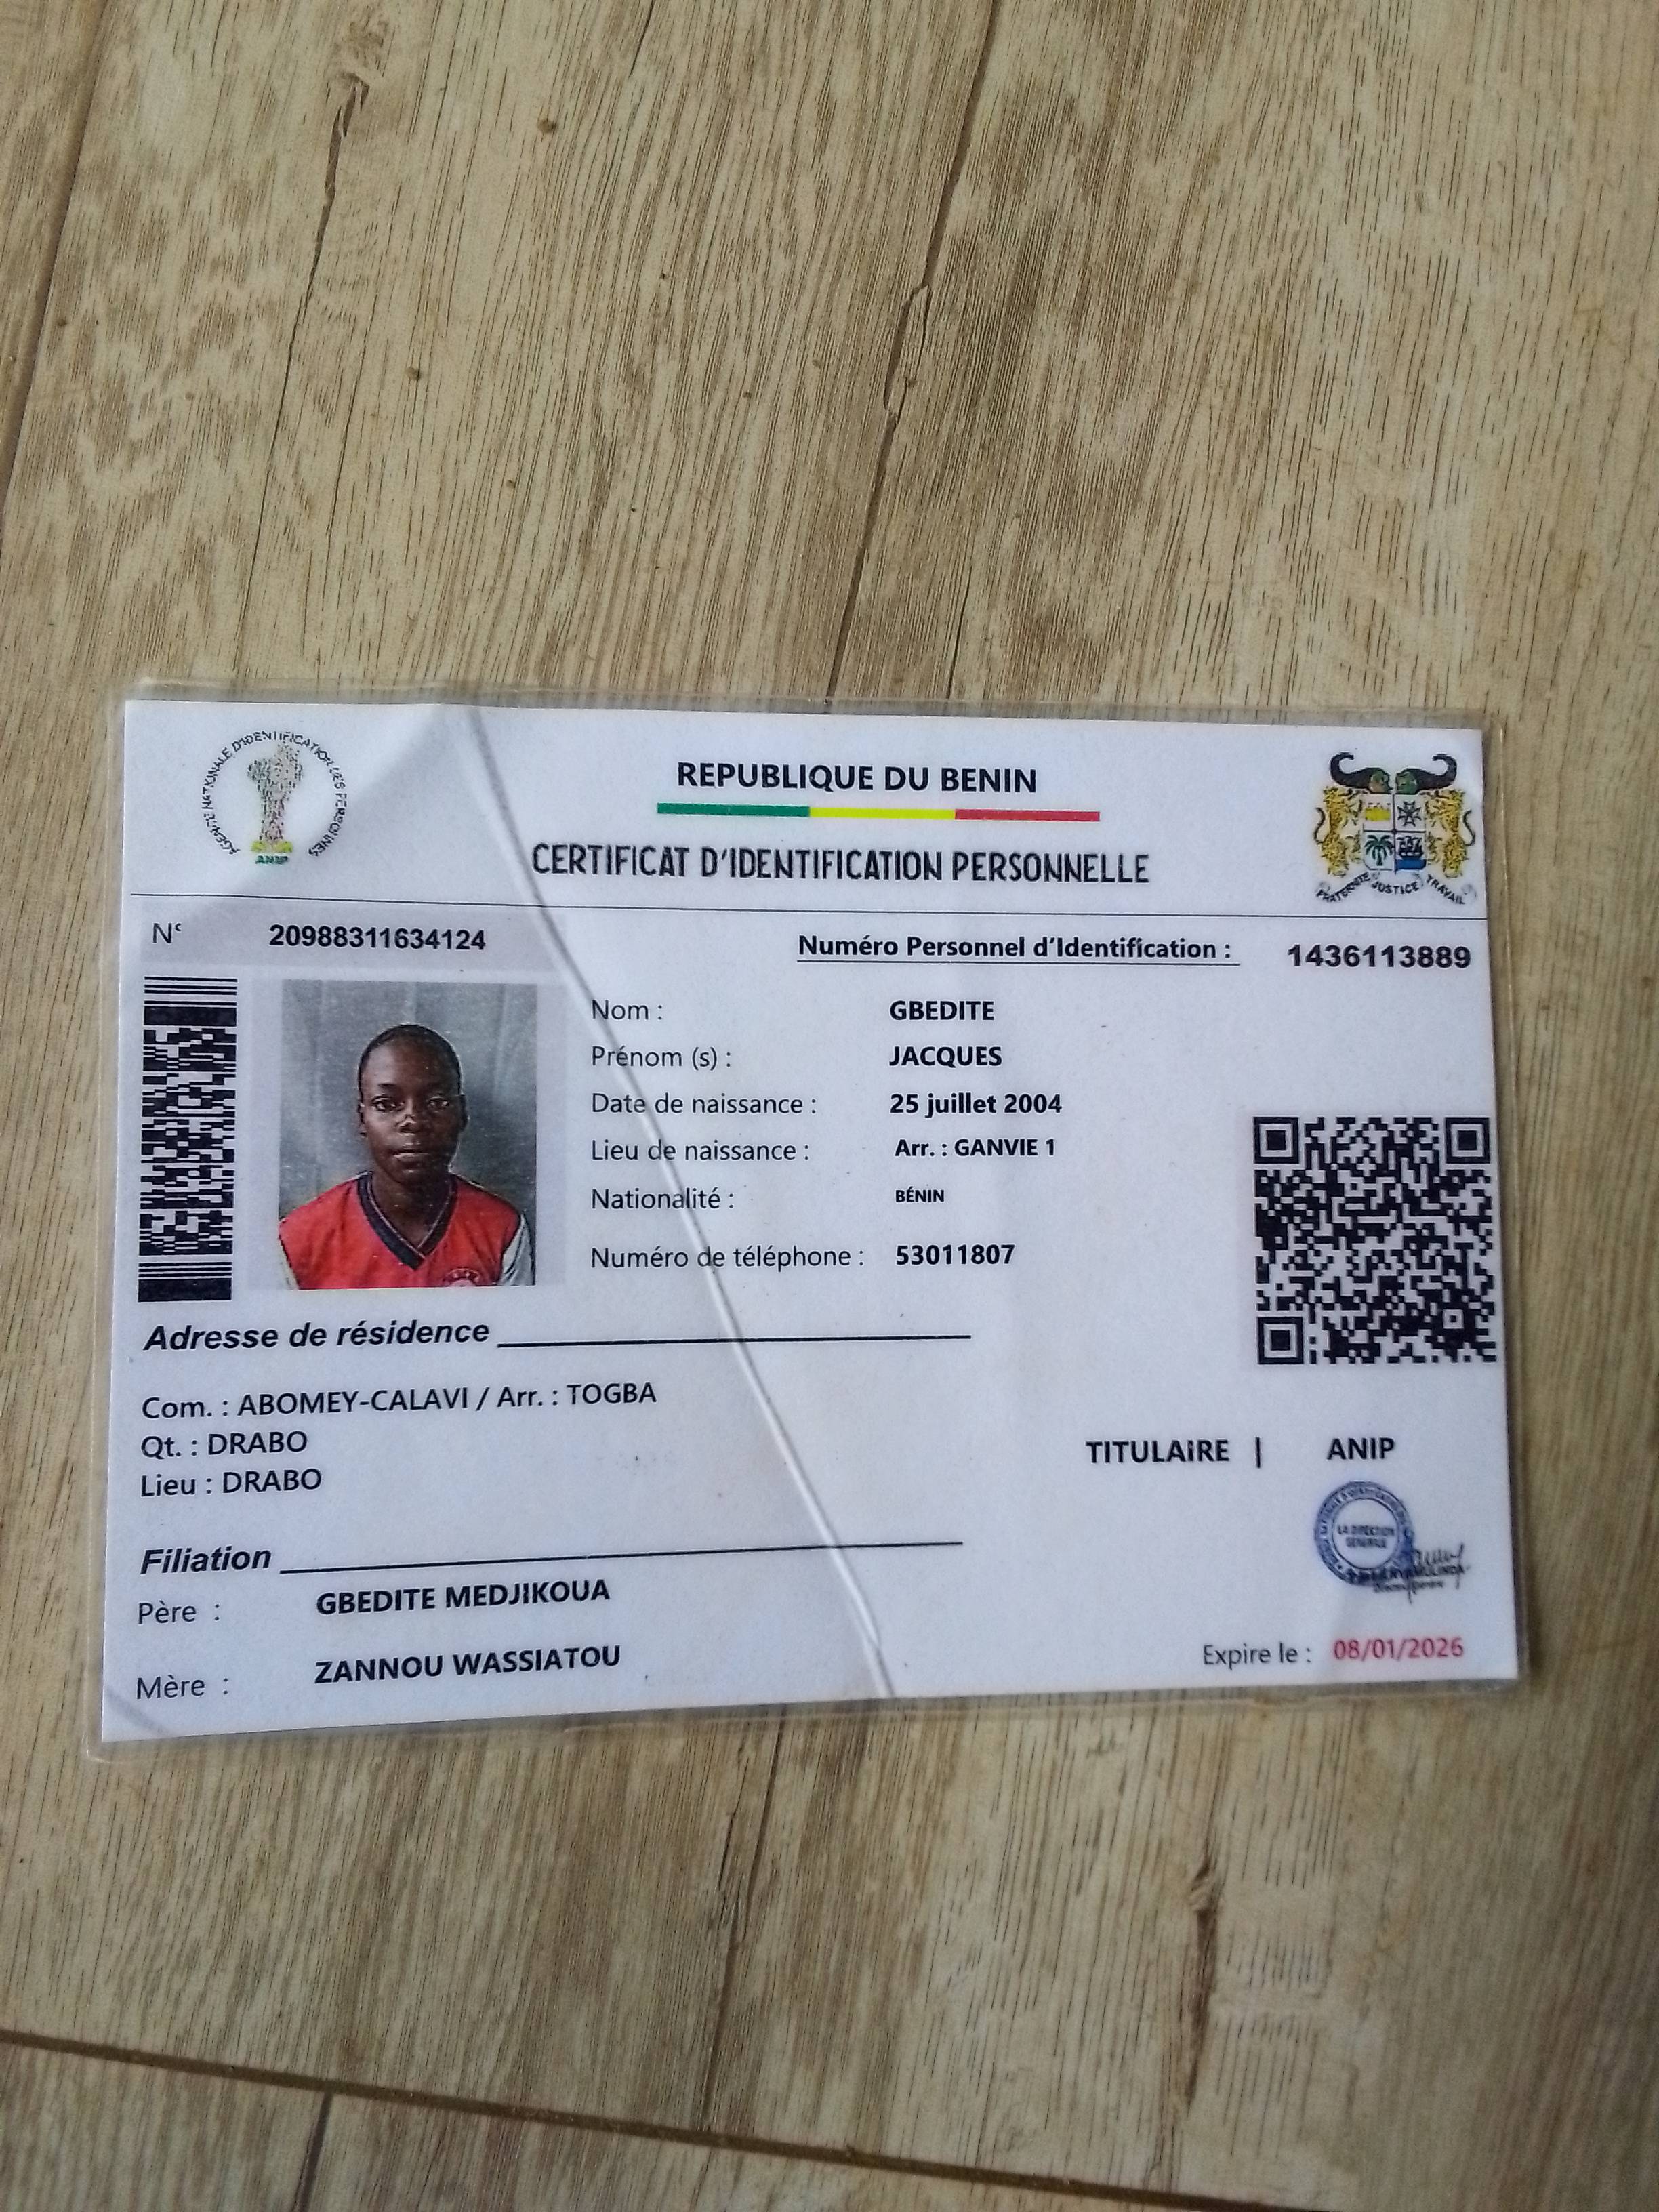 AGENCE NATIONALE D'IDENTIFICATION DES PERSONNES
ANIP
REPUBLIQUE DU BENIN
CERTIFICAT D'IDENTIFICATION PERSONNELLE
FRATERNITE JUSTICE TRAVAIL
N° 20988311634124
Numéro Personnel d'Identification : 1436113889
Nom : GBEDITE
Prénom (s) : JACQUES
Date de naissance : 25 juillet 2004
Lieu de naissance : Arr. : GANVIE 1
Nationalité : BÉNIN
Numéro de téléphone : 53011807
Adresse de résidence
Com. : ABOMEY-CALAVI / Arr. : TOGBA
Qt. : DRABO
Lieu : DRABO
TITULAiRE | ANIP
LA DIRECTION
GENERALE
Filiation
Père : GBEDITE MEDJIKOUA
Mère : ZANNOU WASSIATOU
Expire le : 08/01/2026